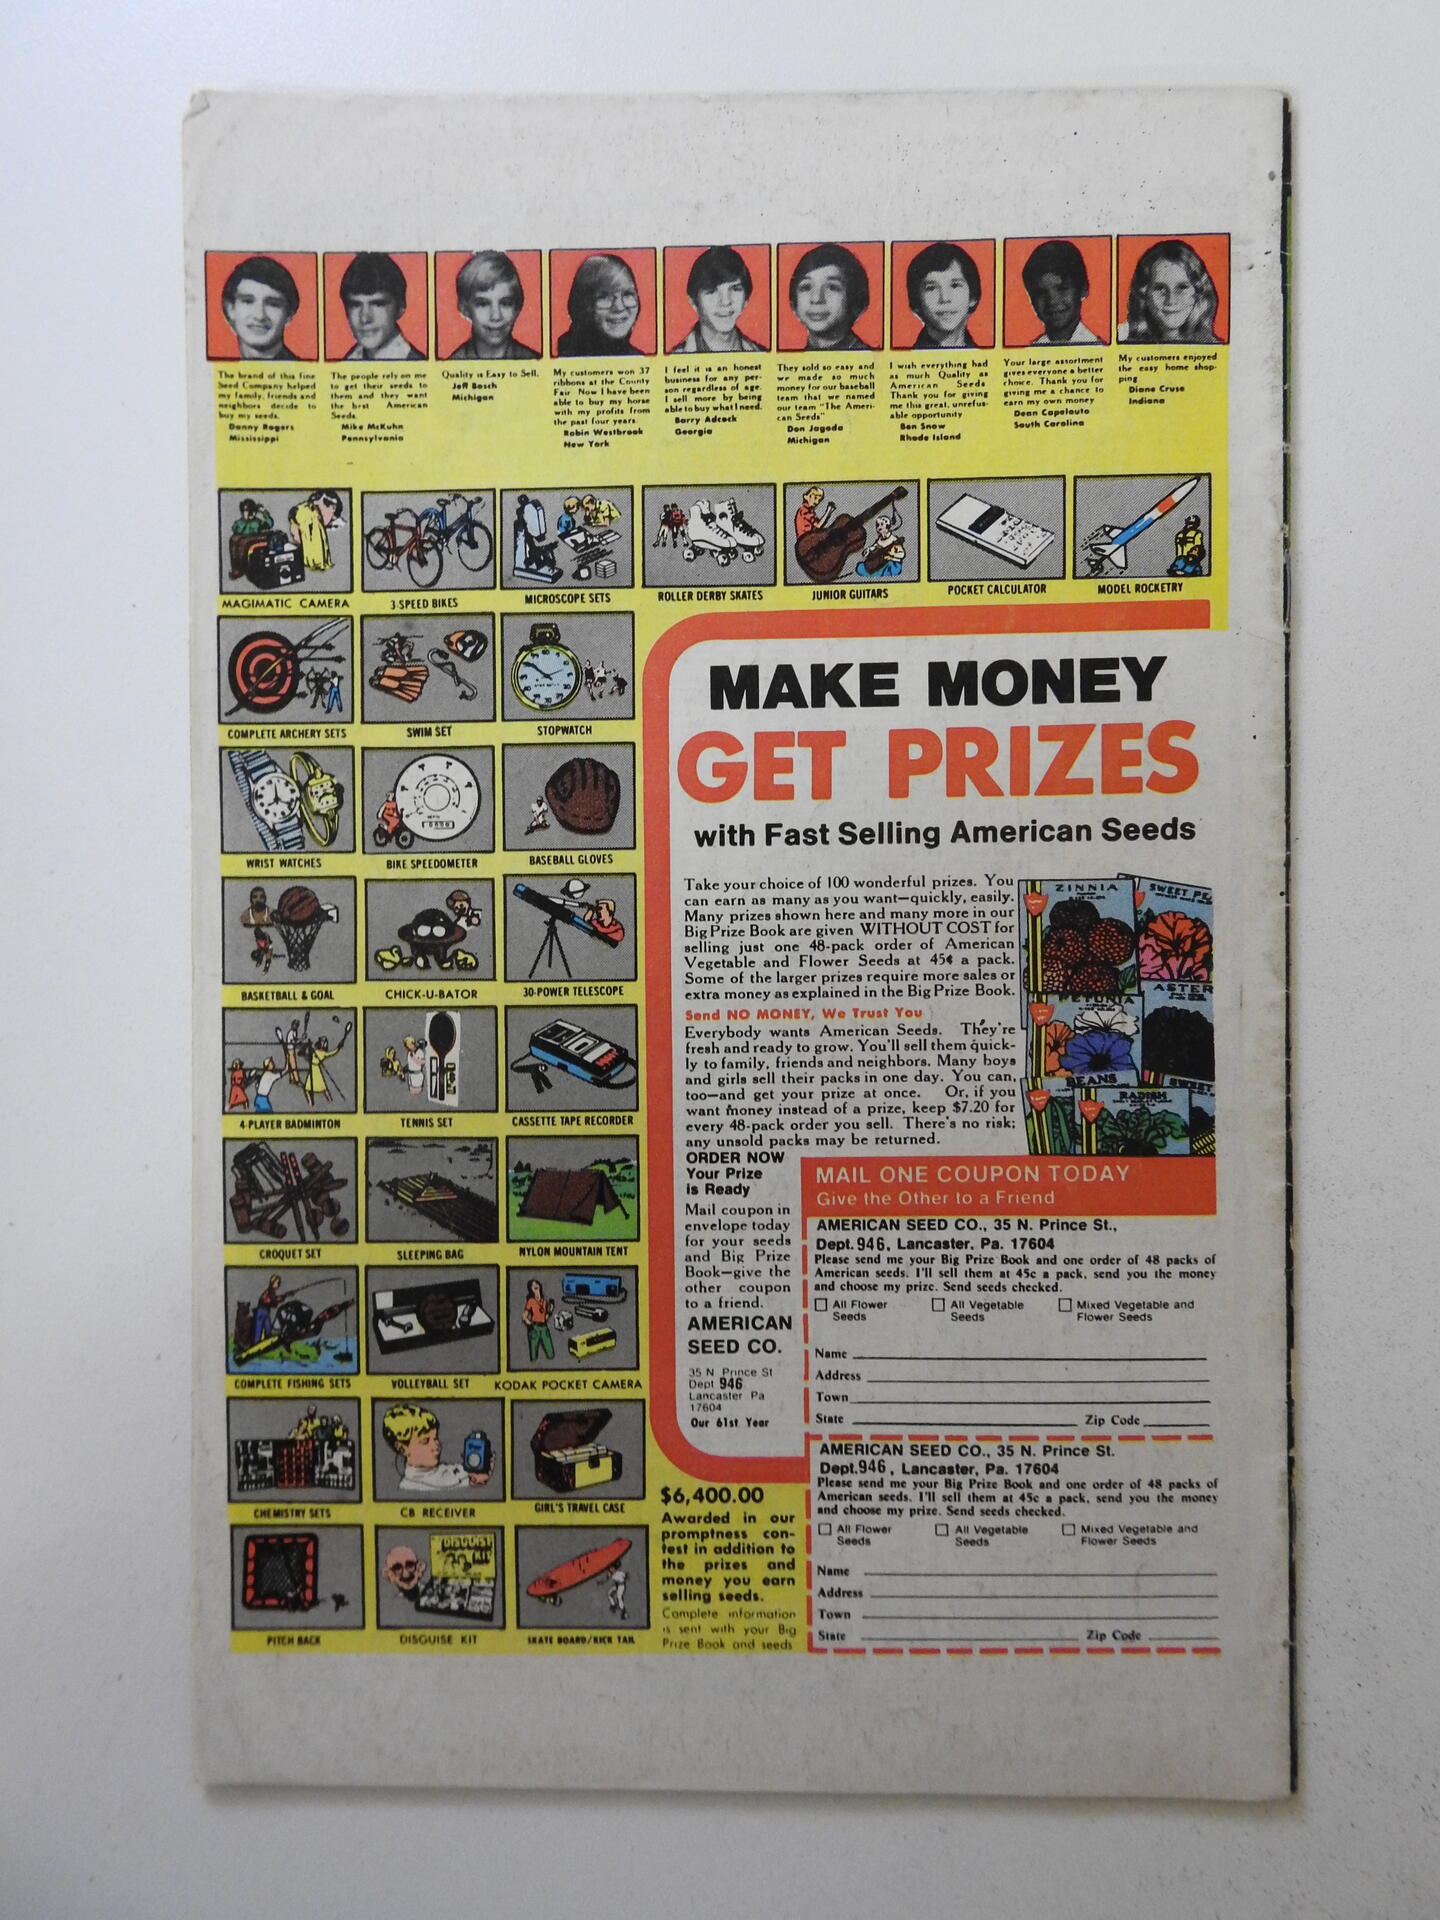 The brand of this fine
Seed Company helped
my family, friends and
neighbors decide to
buy my seeds.
Danny Rogers
Mississippi
The people rely on me
to get their seeds to
them and they want
the best American
Seeds.
Mike McKuhn
Pennsylvania
Quality is Easy to Sell.
Jeff Bosch
Michigan
My customers won 37
ribbons at the County
Fair Now I have been
able to buy my horse
with my profits from
the past four years.
Robin Westbrook
New York
I feel it is an honest
business for any per-
son regardless of age.
I sell more by being
able to buy what I need.
Barry Adcock
Georgia
They sold so easy and
we made so much
money for our baseball
team that we named
our team "The Ameri-
can Seeds"
Don Jagoda
Michigan
I wish everything had
as much Quality as
American Seeds
Thank you for giving
me this great, unrefus-
able opportunity
Ben Snow
Rhode Island
Your large assortment
gives everyone a better
choice. Thank you for
giving me a chance to
earn my own money
Dean Capelouto
South Carolina
My customers enjoyed
the easy home shop-
ping
Diane Cruse
Indiana
MAGIMATIC CAMERA
3-SPEED BIKES
MICROSCOPE SETS
ROLLER DERBY SKATES
JUNIOR GUITARS
POCKET CALCULATOR
MODEL ROCKETRY
COMPLETE ARCHERY SETS
SWIM SET
STOPWATCH
WRIST WATCHES
BIKE SPEEDOMETER
BASEBALL GLOVES
BASKETBALL & GOAL
CHICK-U-BATOR
30-POWER TELESCOPE
4-PLAYER BADMINTON
TENNIS SET
CASSETTE TAPE RECORDER
CROQUET SET
SLEEPING BAG
NYLON MOUNTAIN TENT
COMPLETE FISHING SETS
VOLLEYBALL SET
KODAK POCKET CAMERA
CHEMISTRY SETS
CB RECEIVER
GIRL'S TRAVEL CASE
DISGUISE
KIT
PITCH BACK
DISGUISE KIT
SKATE BOARD/KICK TAIL
MAKE MONEY
GET PRIZES
with Fast Selling American Seeds
Take your choice of 100 wonderful prizes. You
can earn as many as you want—quickly, easily.
Many prizes shown here and many more in our
Big Prize Book are given WITHOUT COST for
selling just one 48-pack order of American
Vegetable and Flower Seeds at 45¢ a pack.
Some of the larger prizes require more sales or
extra money as explained in the Big Prize Book.
Send NO MONEY, We Trust You
Everybody wants American Seeds. They're
fresh and ready to grow. You'll sell them quick-
ly to family, friends and neighbors. Many boys
and girls sell their packs in one day. You can,
too—and get your prize at once. Or, if you
want money instead of a prize, keep $7.20 for
every 48-pack order you sell. There's no risk;
any unsold packs may be returned.
ZINNIA
SWEET PE
PETUNIA
ASTER
BEANS
RADISH
SWEET
ORDER NOW
Your Prize
is Ready
Mail coupon in
envelope today
for your seeds
and Big Prize
Book—give the
other coupon
to a friend.
AMERICAN
SEED CO.
35 N Prince St
Dept 946
Lancaster Pa
17604
Our 61st Year
$6,400.00
Awarded in our
promptness con-
test in addition to
the prizes and
money you earn
selling seeds.
Complete information
is sent with your Big
Prize Book and seeds
MAIL ONE COUPON TODAY
Give the Other to a Friend
AMERICAN SEED CO., 35 N. Prince St.,
Dept. 946, Lancaster, Pa. 17604
Please send me your Big Prize Book and one order of 48 packs of
American seeds. I'll sell them at 45c a pack, send you the money
and choose my prize. Send seeds checked.
All Flower Seeds
All Vegetable Seeds
Mixed Vegetable and Flower Seeds
Name
Address
Town
State Zip Code
AMERICAN SEED CO., 35 N. Prince St.
Dept. 946, Lancaster, Pa. 17604
Please send me your Big Prize Book and one order of 48 packs of
American seeds. I'll sell them at 45c a pack, send you the money
and choose my prize. Send seeds checked.
All Flower Seeds
All Vegetable Seeds
Mixed Vegetable and Flower Seeds
Name
Address
Town
State Zip Code